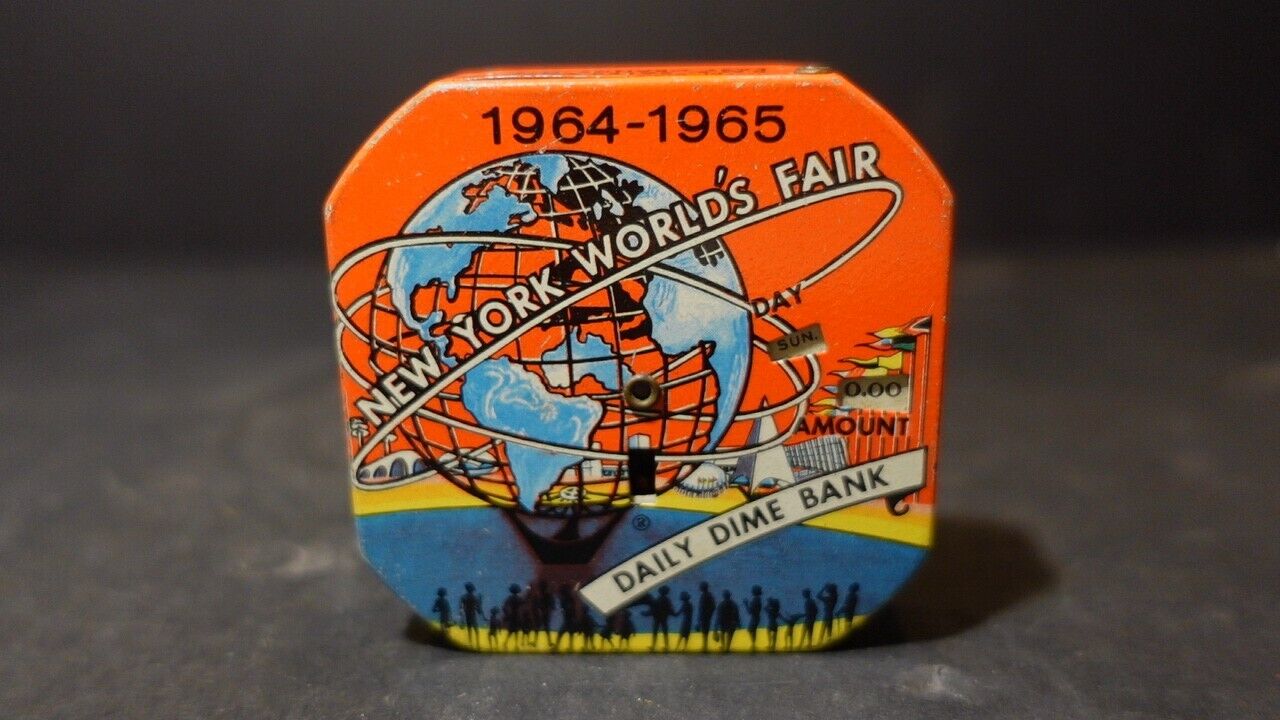 1964-1965
NEW YORK WORLD'S FAIR
DAY
SUN.
0.00
AMOUNT
DAILY DIME BANK
®